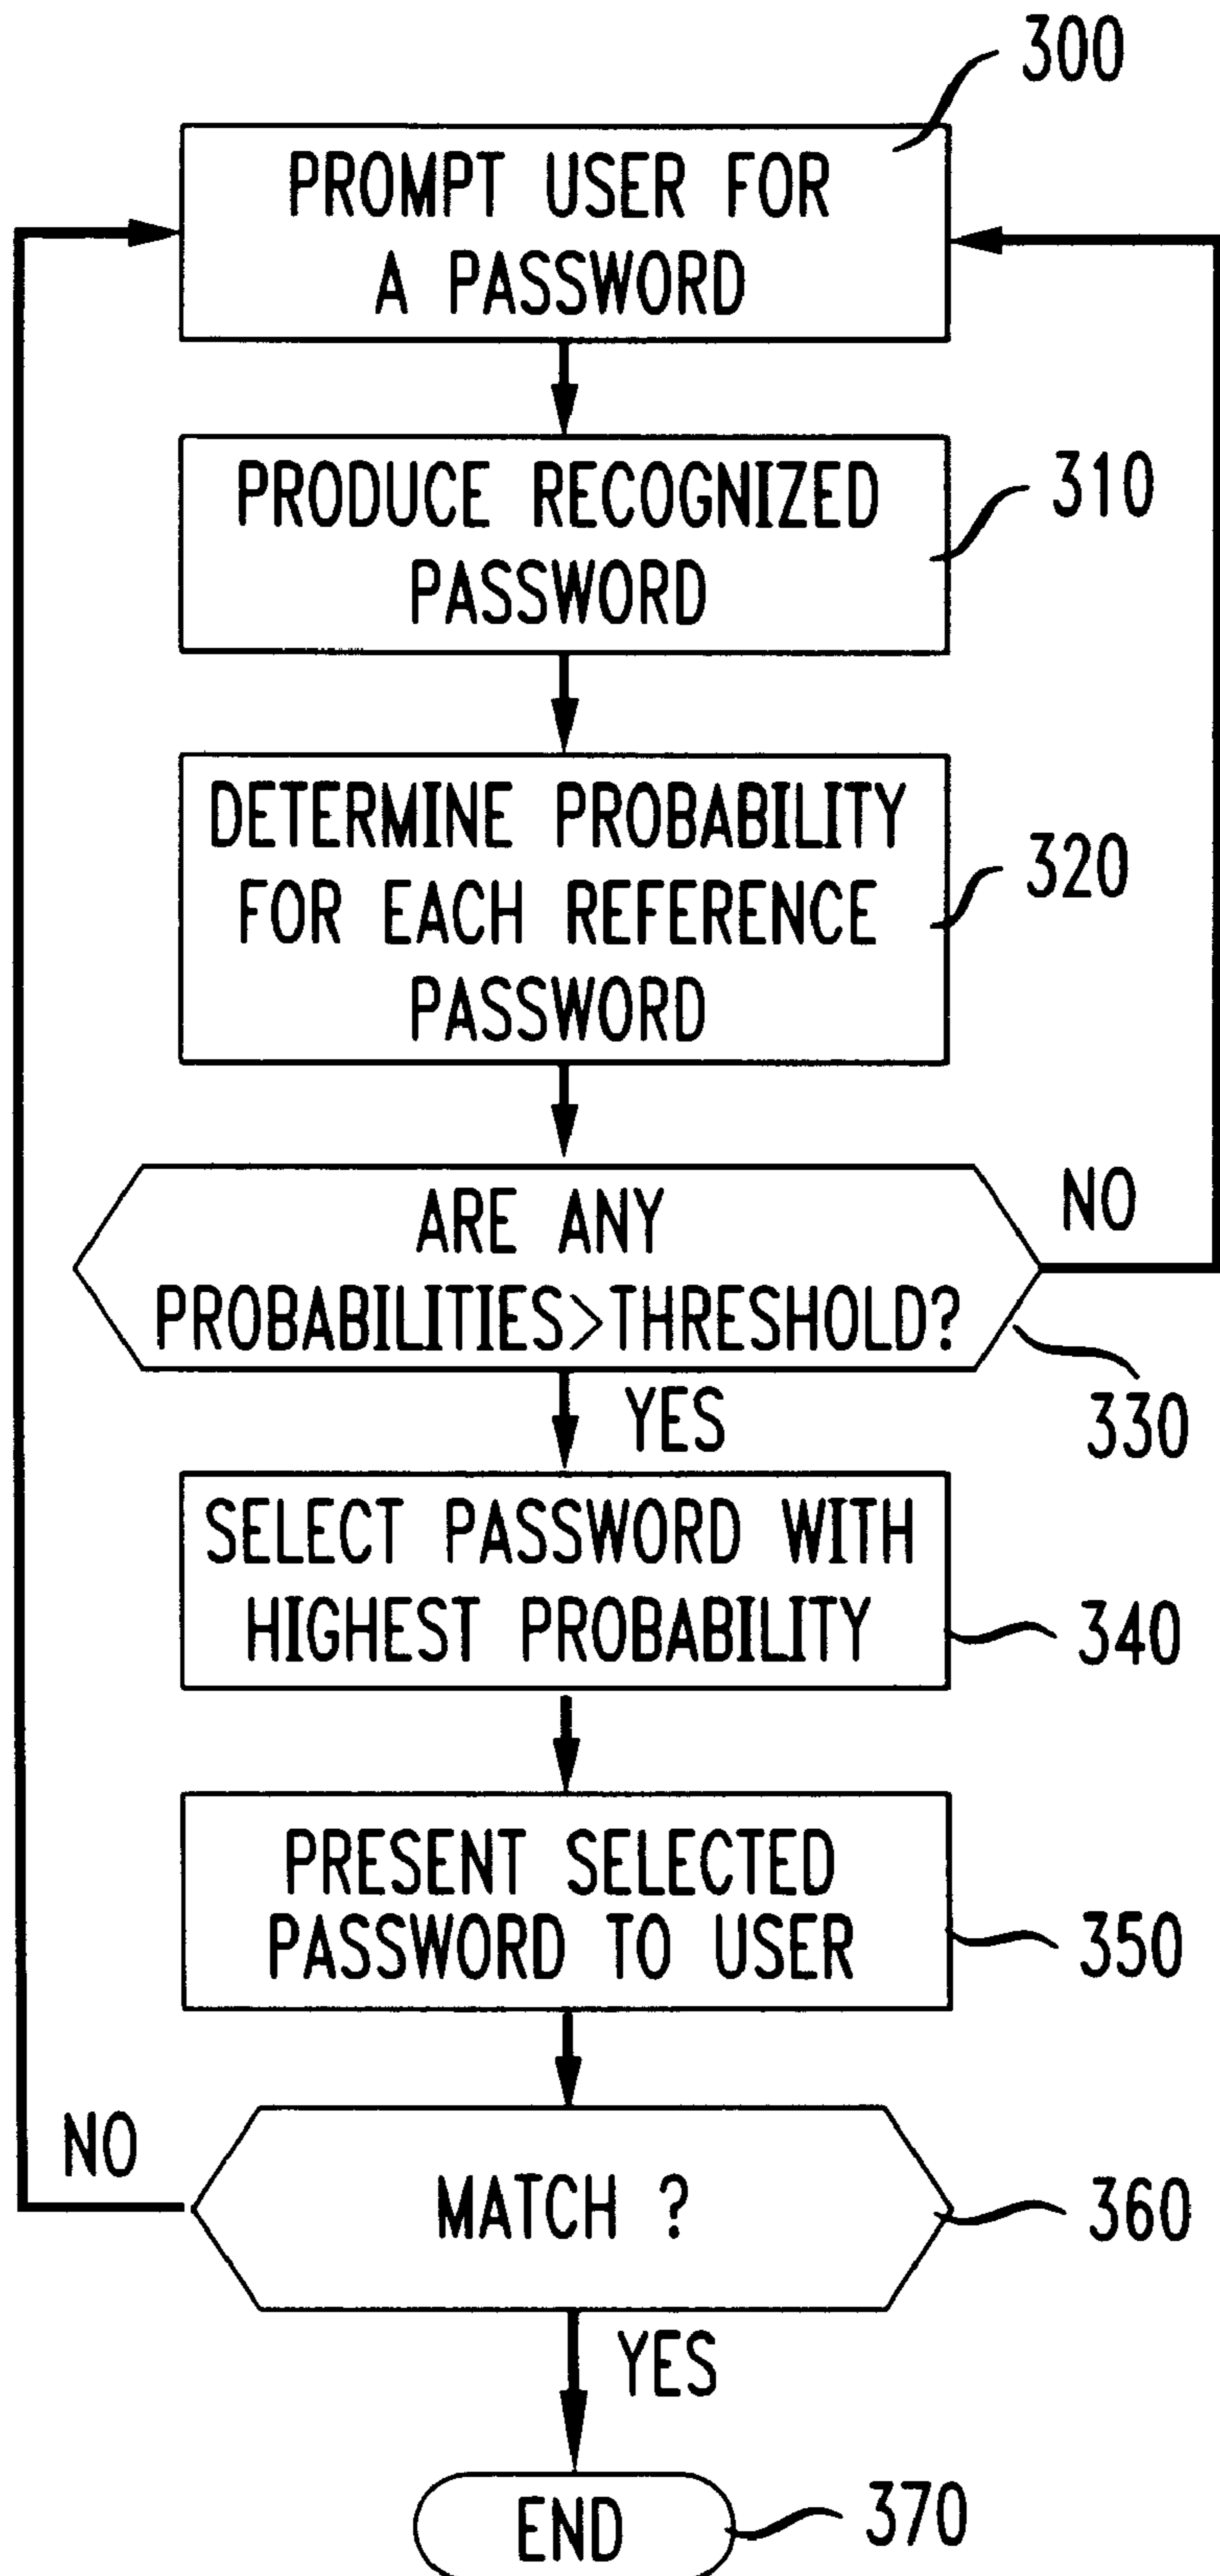 300
PROMPT USER FOR
A PASSWORD
PRODUCE RECOGNIZED
PASSWORD
310
DETERMINE PROBABILITY
FOR EACH REFERENCE
PASSWORD
320
ARE ANY
PROBABILITIES>THRESHOLD?
NO
330
YES
SELECT PASSWORD WITH
HIGHEST PROBABILITY
340
PRESENT SELECTED
PASSWORD TO USER
350
NO
MATCH ?
360
YES
END
370